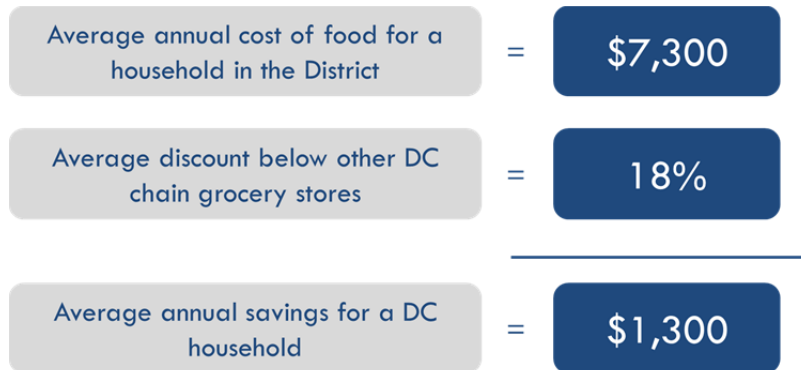 Average annual cost of food for a
household in the District
=
$7,300
Average discount below other DC
chain grocery stores
=
18%
Average annual savings for a DC
household
=
$1,300